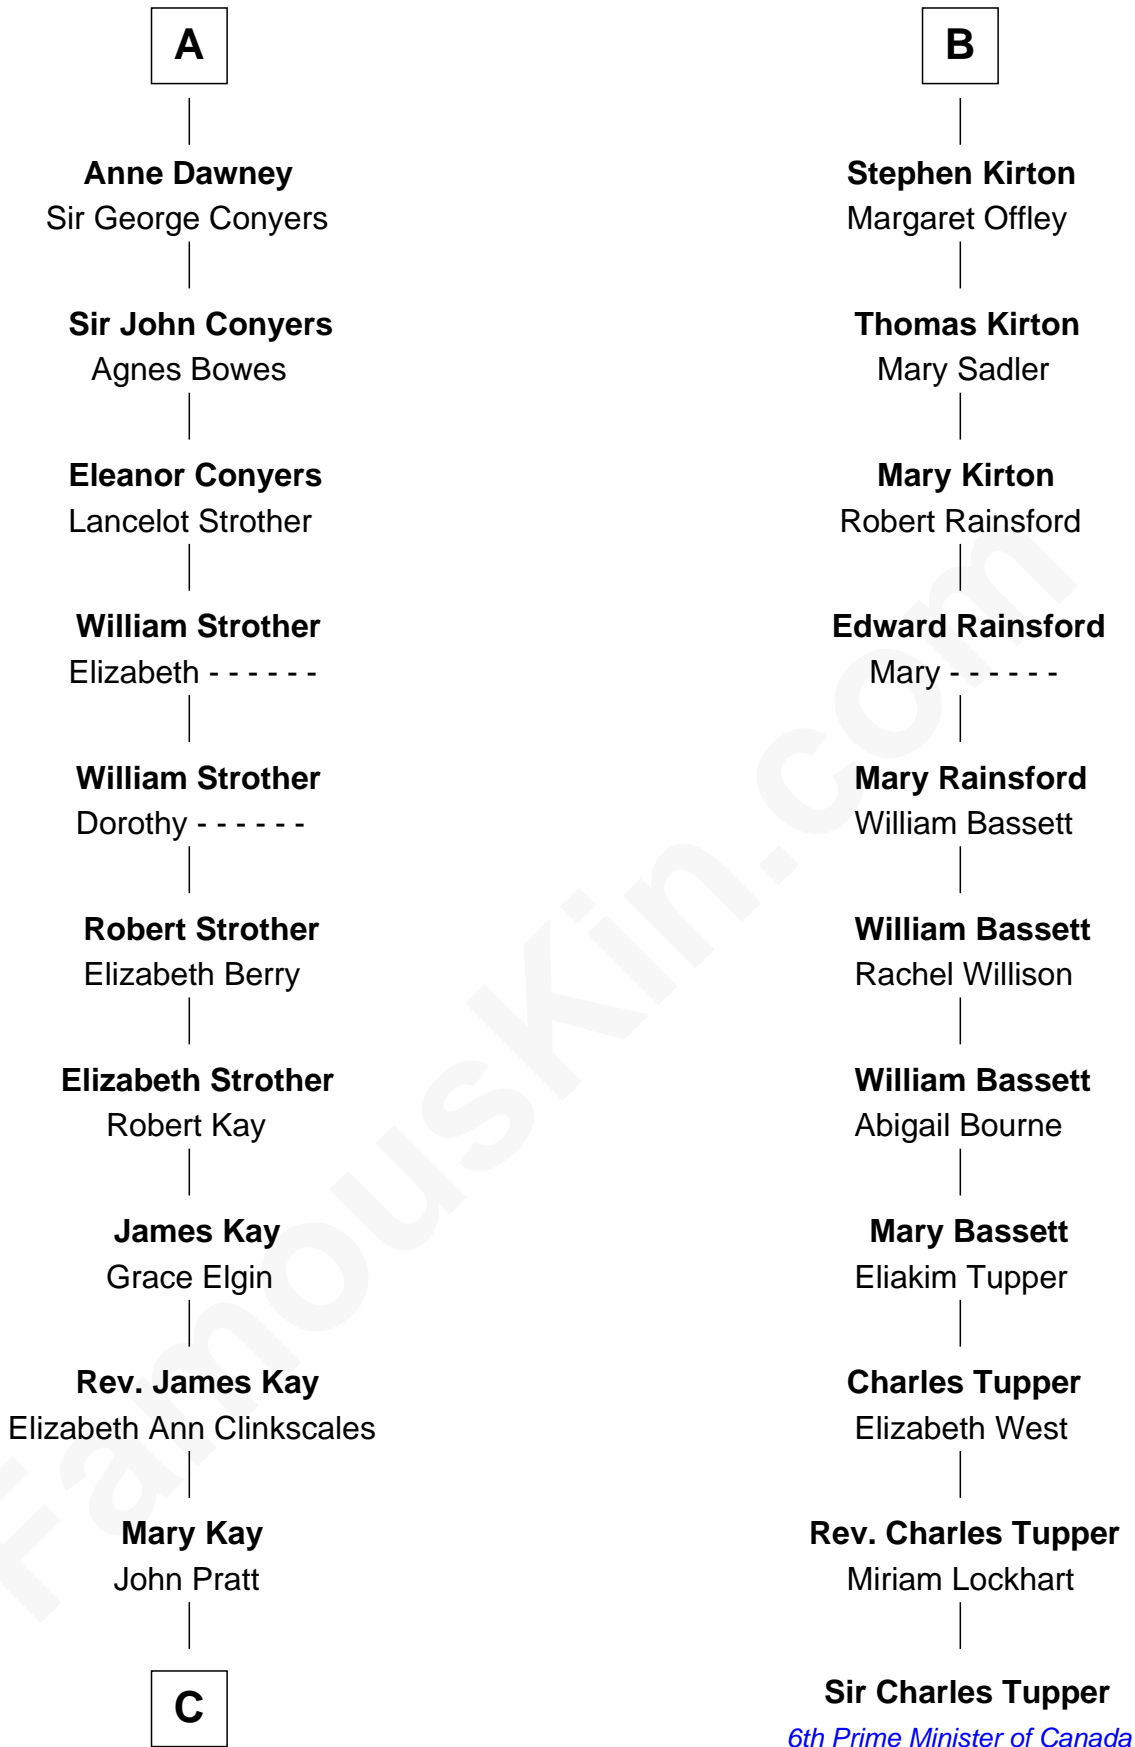 A
Anne Dawney
Sir George Conyers
Sir John Conyers
Agnes Bowes
Eleanor Conyers
Lancelot Strother
William Strother
Elizabeth - - - - - -
William Strother
Dorothy - - - - - -
Robert Strother
Elizabeth Berry
Elizabeth Strother
Robert Kay
James Kay
Grace Elgin
Rev. James Kay
Elizabeth Ann Clinkscales
Mary Kay
John Pratt
C
B
Stephen Kirton
Margaret Offley
Thomas Kirton
Mary Sadler
Mary Kirton
Robert Rainsford
Edward Rainsford
Mary - - - - - -
Mary Rainsford
William Bassett
William Bassett
Rachel Willison
William Bassett
Abigail Bourne
Mary Bassett
Eliakim Tupper
Charles Tupper
Elizabeth West
Rev. Charles Tupper
Miriam Lockhart
Sir Charles Tupper
6th Prime Minister of Canada
FamousKin.com